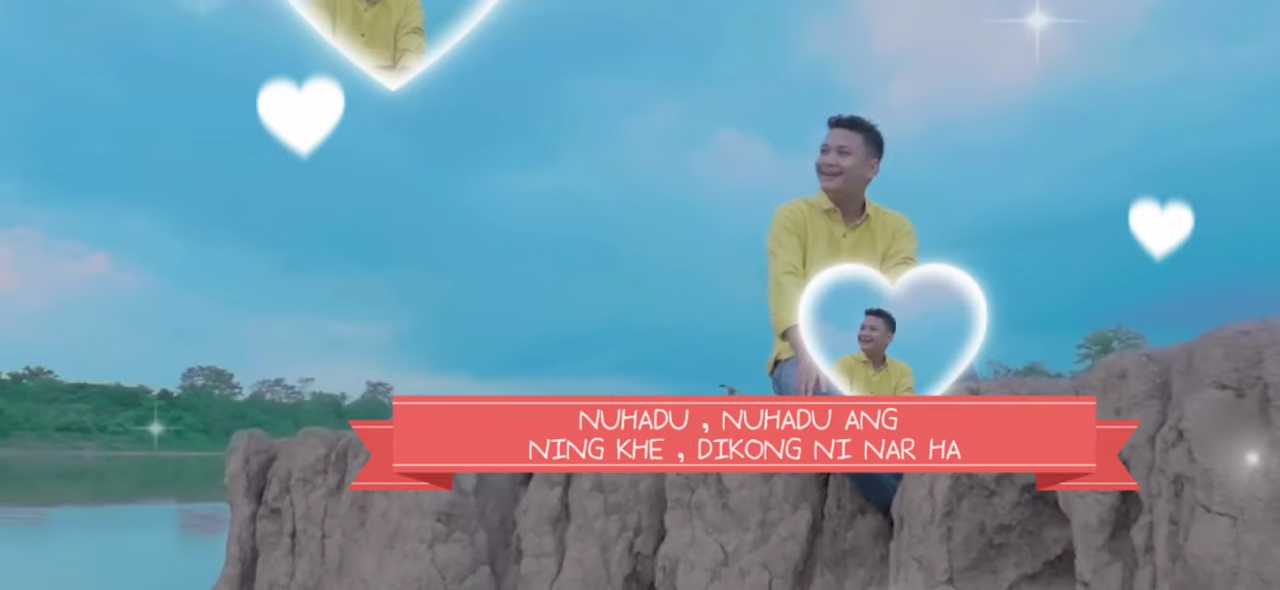 NUHADU , NUHADU ANG
NING KHE , DIKONG NI NAR HA